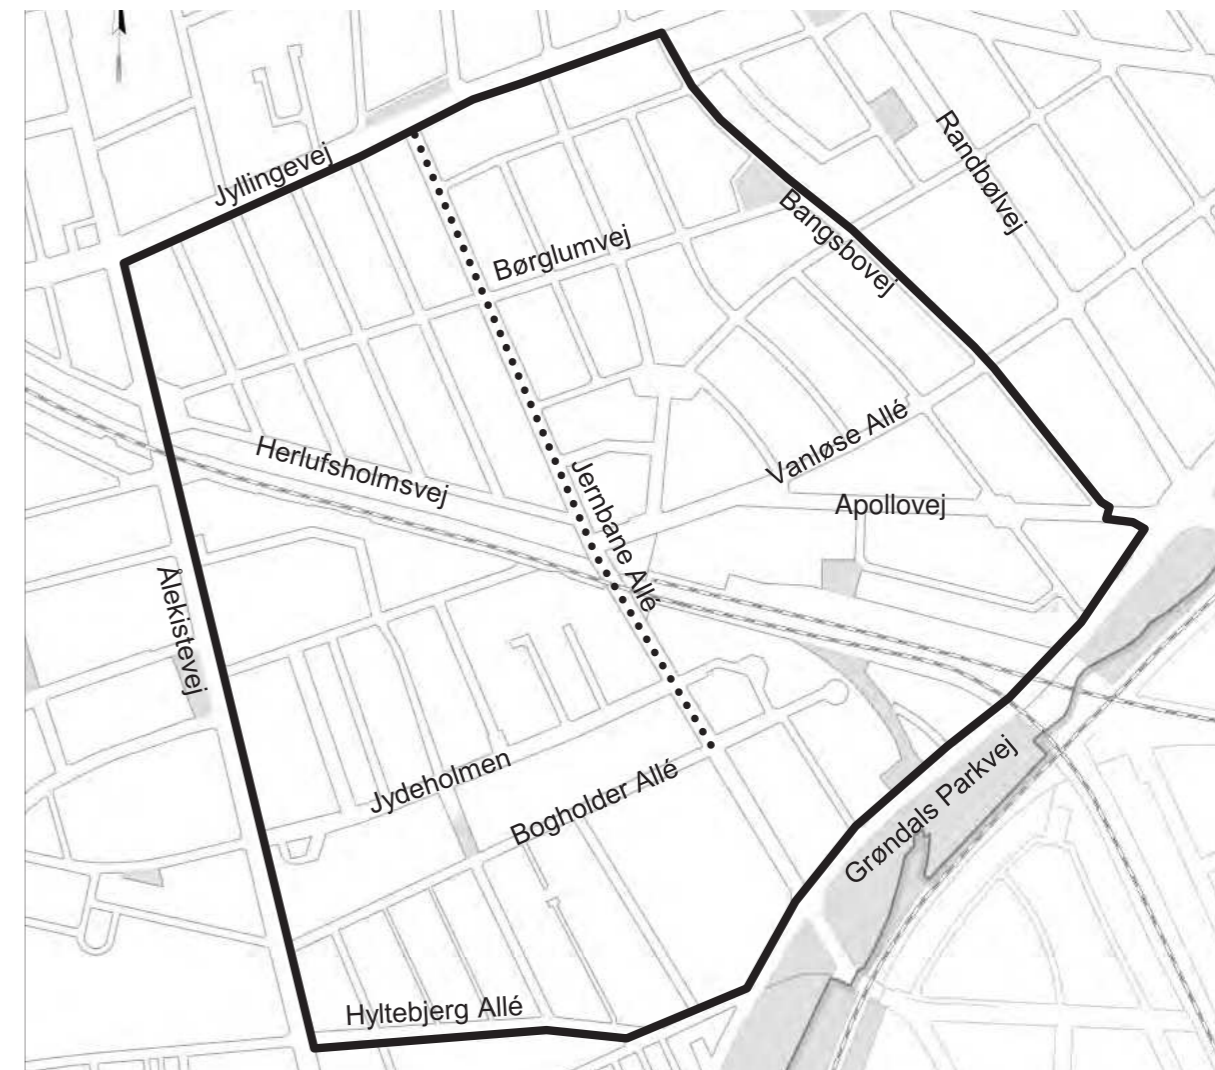 Jyllingevej
Randbølvej
Bangsbovej
Børglumvej
Vanløse Allé
Herlufsholmsvej
Jernbane Allé
Apollovej
Ålekistevej
Jydeholmen
Bogholder Allé
Grøndals Parkvej
Hyltebjerg Allé